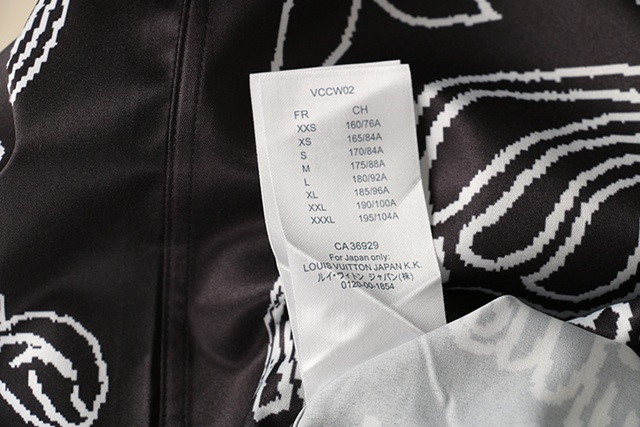 VCCW02
FR CH
XXS 160/76A
XS 165/84A
S 170/84A
M 175/88A
L 180/92A
XL 185/96A
XXL 190/100A
XXXL 195/104A
CA 36929
For Japan only:
LOUIS VUITTON JAPAN K.K.
ルイ・ヴィトン ジャパン(株)
0120-00-1854